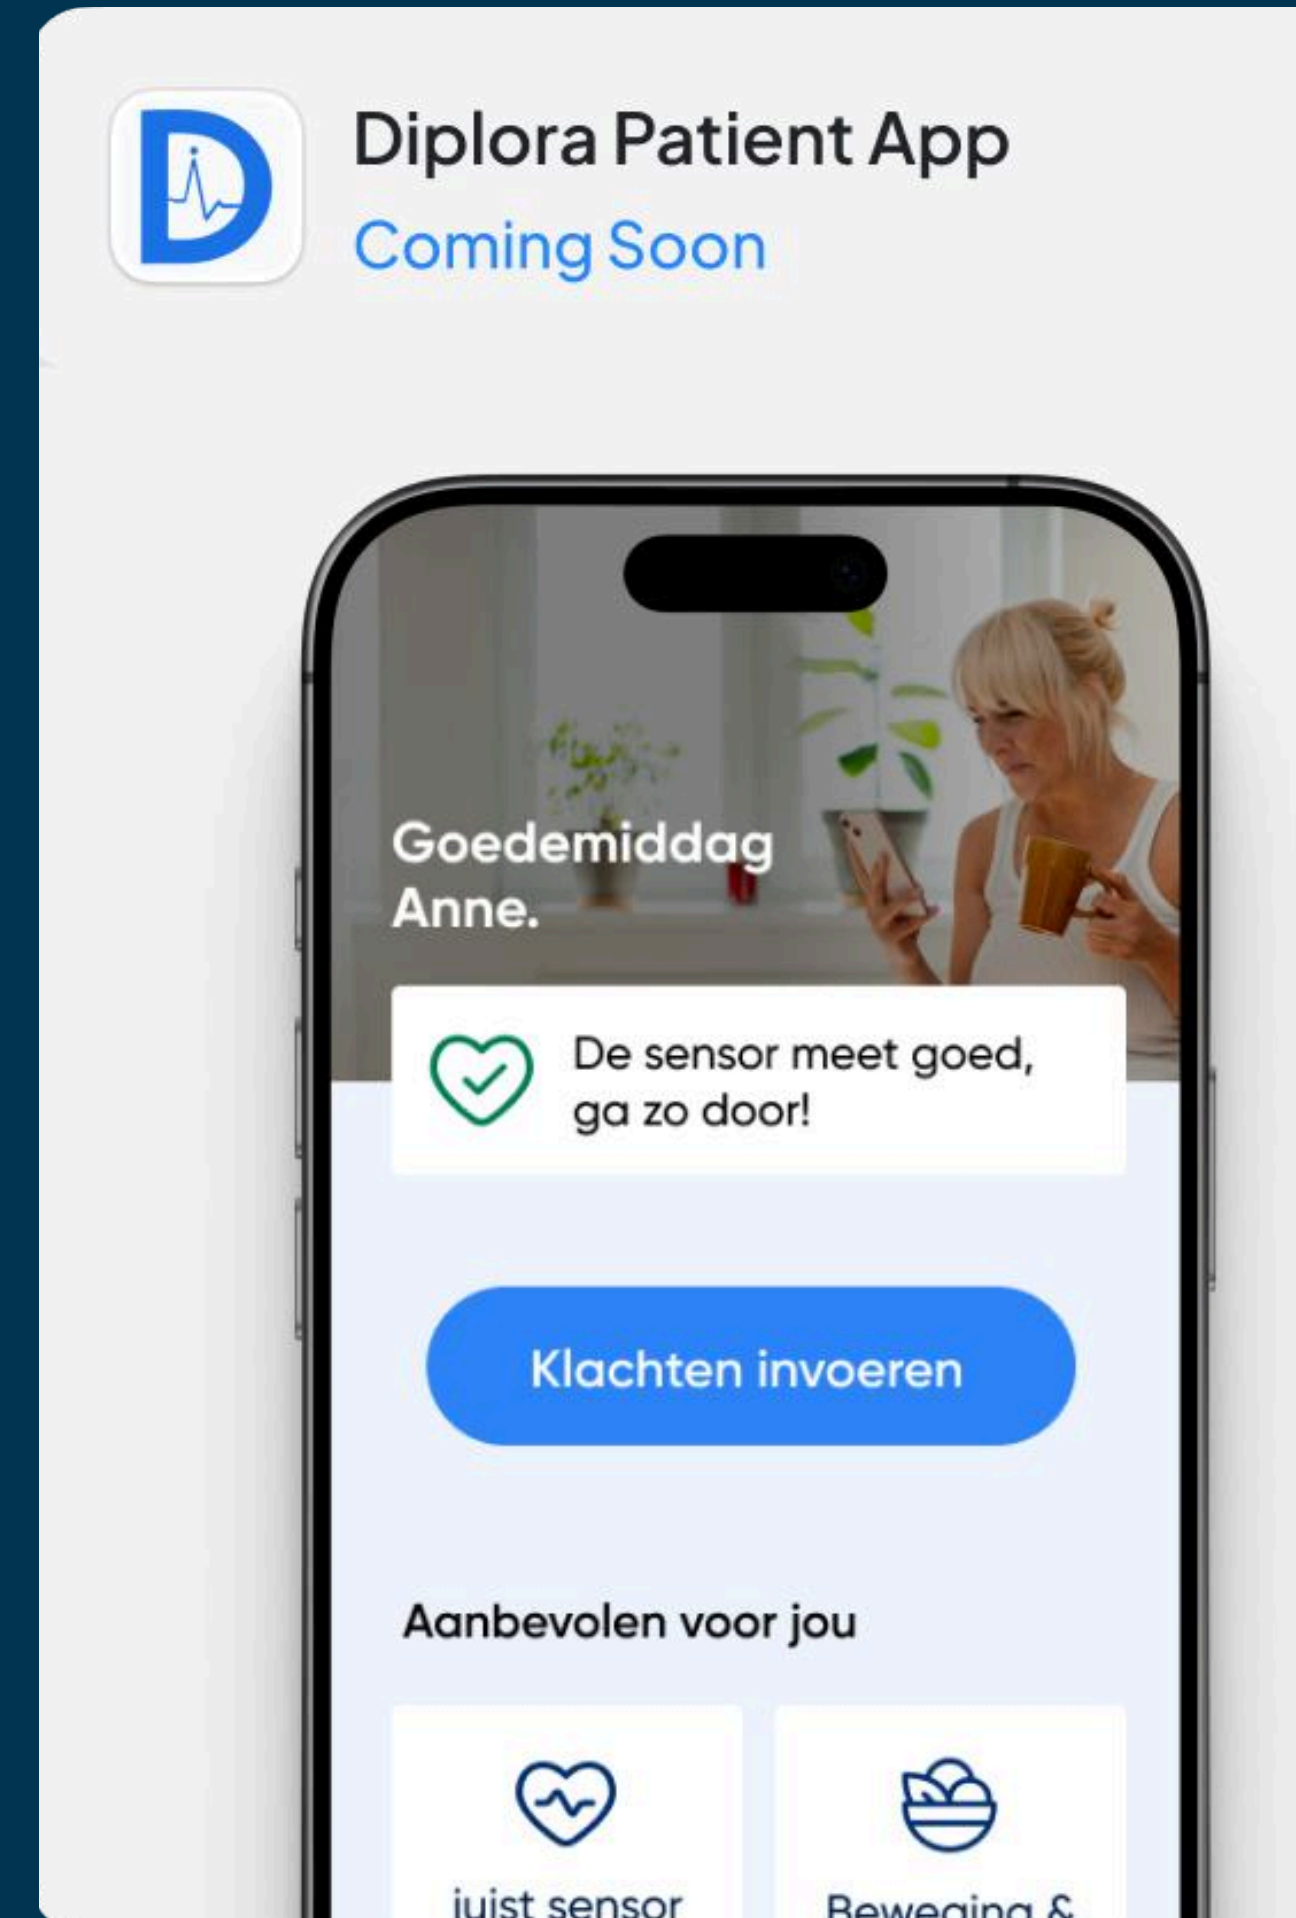 Diplora Patient App
Coming Soon
Goedemiddag
Anne.
De sensor meet goed,
ga zo door!
Klachten invoeren
Aanbevolen voor jou
juist sensor
Beweging &